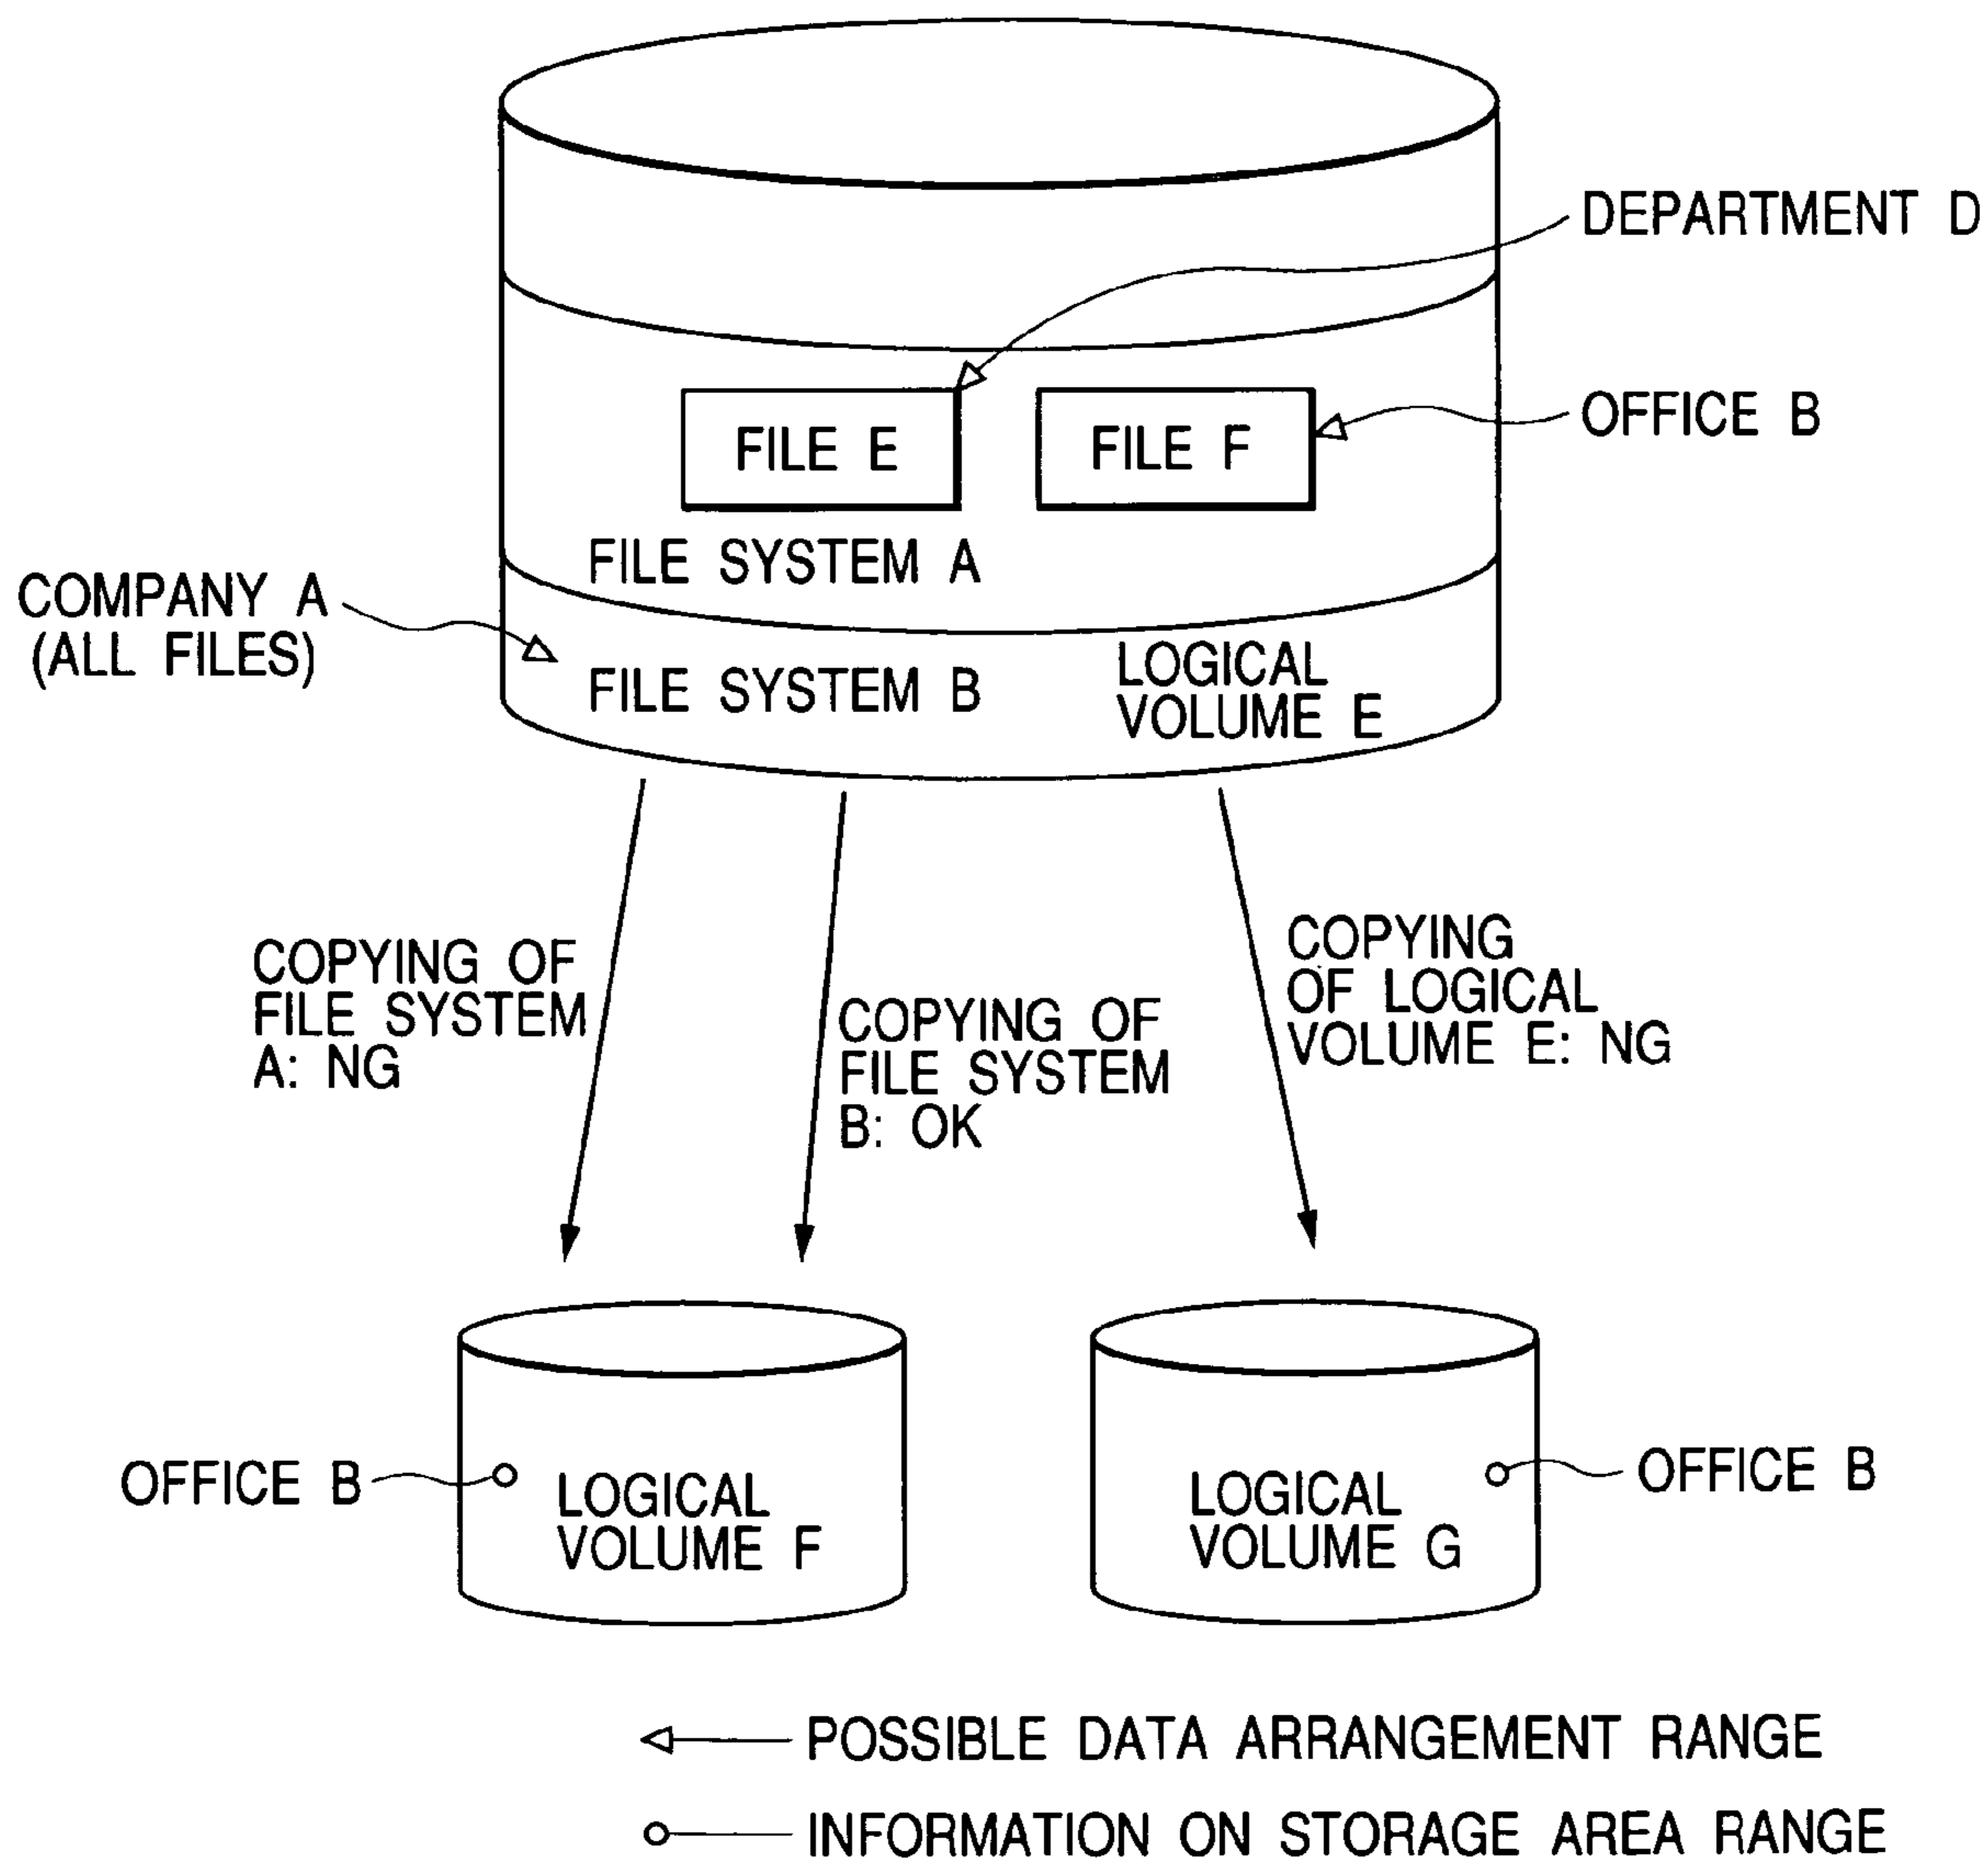 DEPARTMENT D
FILE E
FILE F
OFFICE B
FILE SYSTEM A
COMPANY A
(ALL FILES)
FILE SYSTEM B
LOGICAL
VOLUME E
COPYING OF
FILE SYSTEM
A: NG
COPYING OF
FILE SYSTEM
B: OK
COPYING
OF LOGICAL
VOLUME E: NG
OFFICE B
LOGICAL
VOLUME F
LOGICAL
VOLUME G
OFFICE B
POSSIBLE DATA ARRANGEMENT RANGE
INFORMATION ON STORAGE AREA RANGE